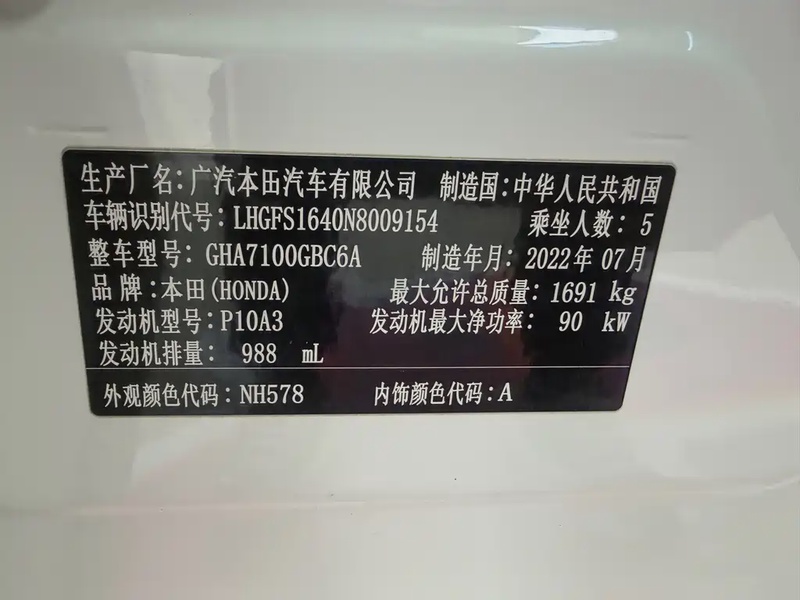 生产厂名：广汽本田汽车有限公司 制造国：中华人民共和国
车辆识别代号：LHGFS1640N8009154 乘坐人数：5
整车型号：GHA7100GBC6A 制造年月：2022年07月
品牌：本田(HONDA) 最大允许总质量：1691 kg
发动机型号：P10A3 发动机最大净功率：90 kW
发动机排量：988 mL
外观颜色代码：NH578 内饰颜色代码：A